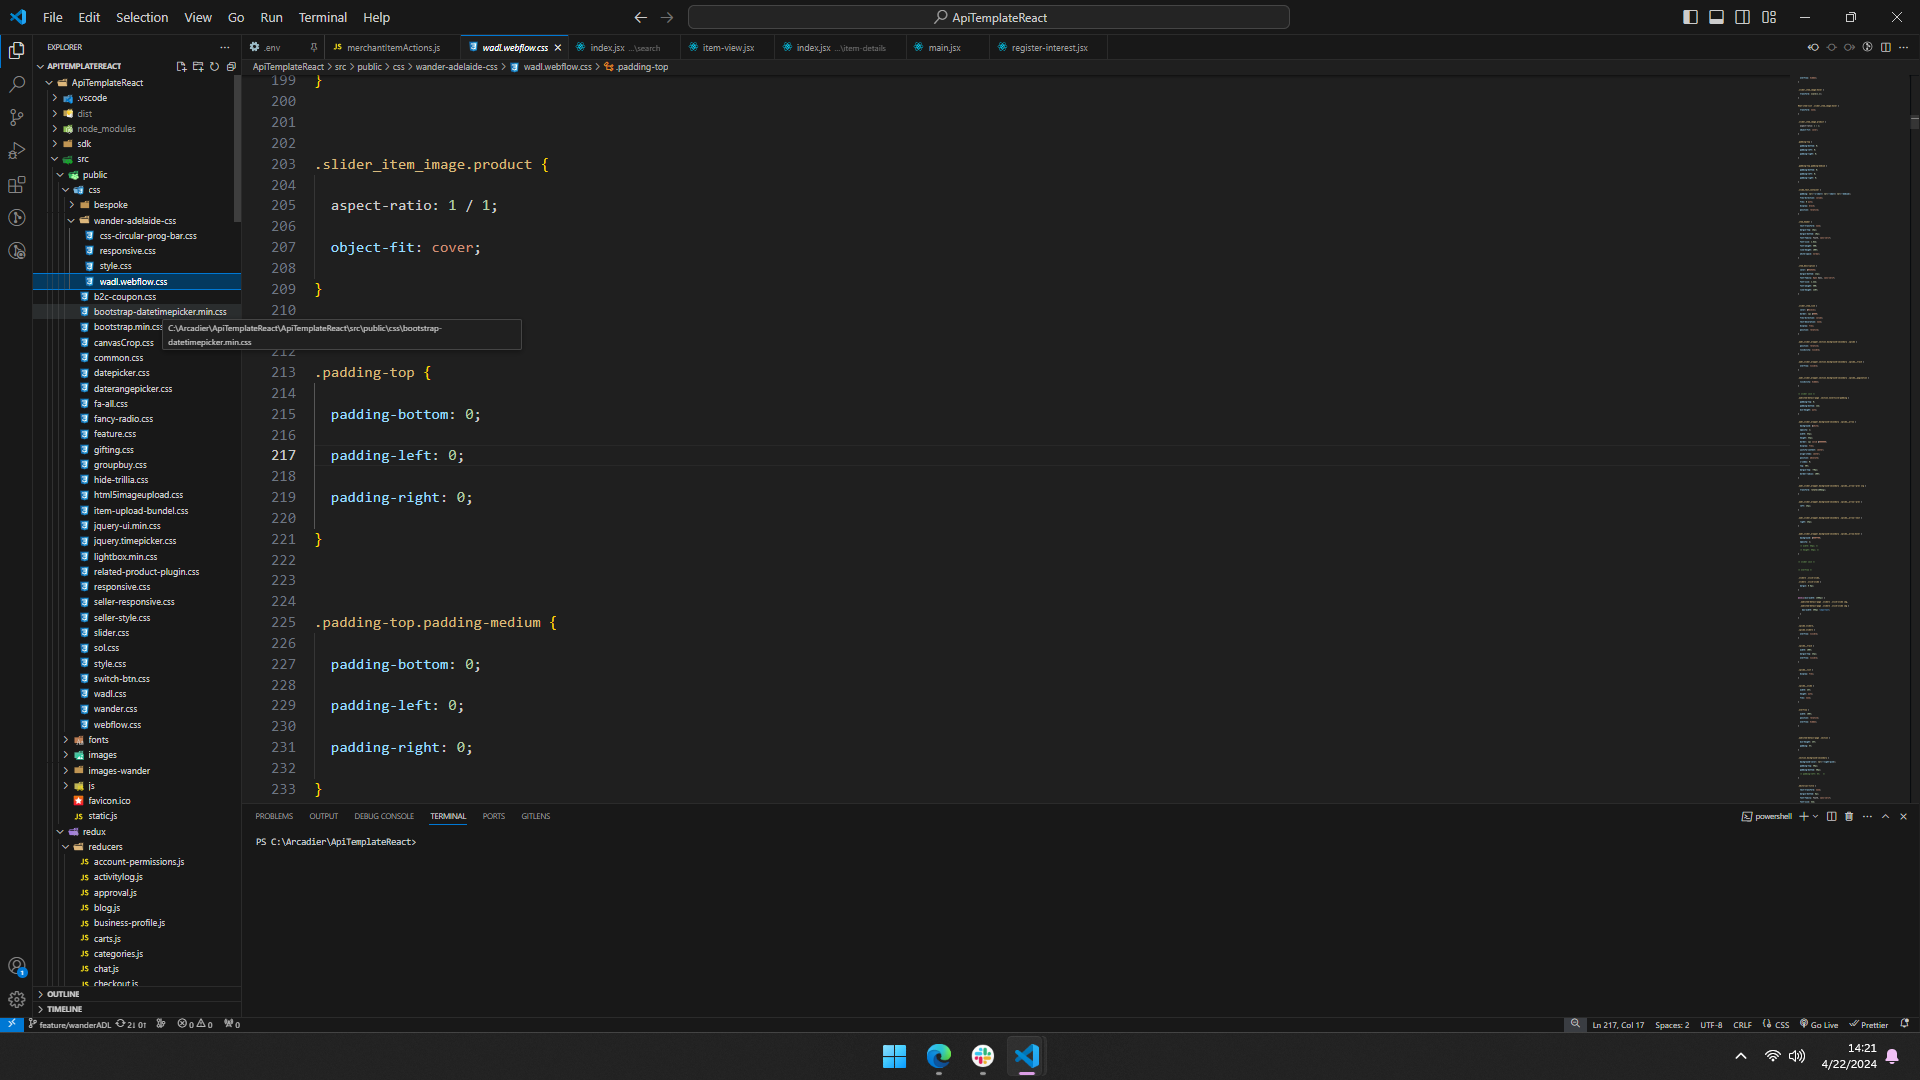 File Edit Selection View Go Run Terminal Help
ApiTemplateReact
EXPLORER
.env
merchantItemActions.js
wadl.webflow.css
index.jsx ...\search
item-view.jsx
index.jsx ...\item-details
main.jsx
register-interest.jsx
APITEMPLATEREACT
ApiTemplateReact > src > public > css > wander-adelaide-css > wadl.webflow.css > .padding-top
ApiTemplateReact
.vscode
dist
node_modules
sdk
src
public
css
bespoke
wander-adelaide-css
css-circular-prog-bar.css
responsive.css
style.css
wadl.webflow.css
b2c-coupon.css
bootstrap-datetimepicker.min.css
bootstrap.min.css
C:\Arcadier\ApiTemplateReact\ApiTemplateReact\src\public\css\bootstrap-
datetimepicker.min.css
canvasCrop.css
common.css
datepicker.css
daterangepicker.css
fa-all.css
fancy-radio.css
feature.css
gifting.css
groupbuy.css
hide-trillia.css
html5imageupload.css
item-upload-bundel.css
jquery-ui.min.css
jquery.timepicker.css
lightbox.min.css
related-product-plugin.css
responsive.css
seller-responsive.css
seller-style.css
slider.css
sol.css
style.css
switch-btn.css
wadl.css
wander.css
webflow.css
fonts
images
images-wander
js
favicon.ico
static.js
redux
reducers
account-permissions.js
activitylog.js
approval.js
blog.js
business-profile.js
carts.js
categories.js
chat.js
checkout.js
OUTLINE
TIMELINE
199 }
200
201
202
203 .slider_item_image.product {
204
205 aspect-ratio: 1 / 1;
206
207 object-fit: cover;
208
209 }
210
212
213 .padding-top {
214
215 padding-bottom: 0;
216
217 padding-left: 0;
218
219 padding-right: 0;
220
221 }
222
223
224
225 .padding-top.padding-medium {
226
227 padding-bottom: 0;
228
229 padding-left: 0;
230
231 padding-right: 0;
232
233 }
PROBLEMS OUTPUT DEBUG CONSOLE TERMINAL PORTS GITLENS
powershell
PS C:\Arcadier\ApiTemplateReact>
feature/wanderADL 2↓ 0↑ 0 0 0
Ln 217, Col 17 Spaces: 2 UTF-8 CRLF CSS Go Live Prettier
14:21
4/22/2024